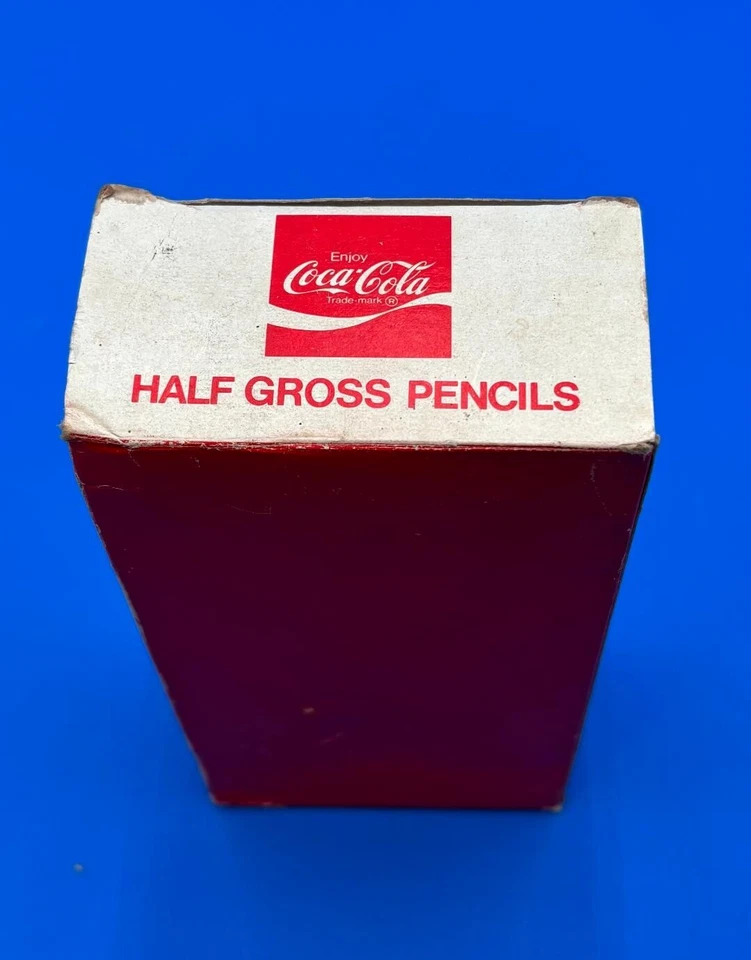 Enjoy
Coca-Cola
Trade-mark ®
HALF GROSS PENCILS